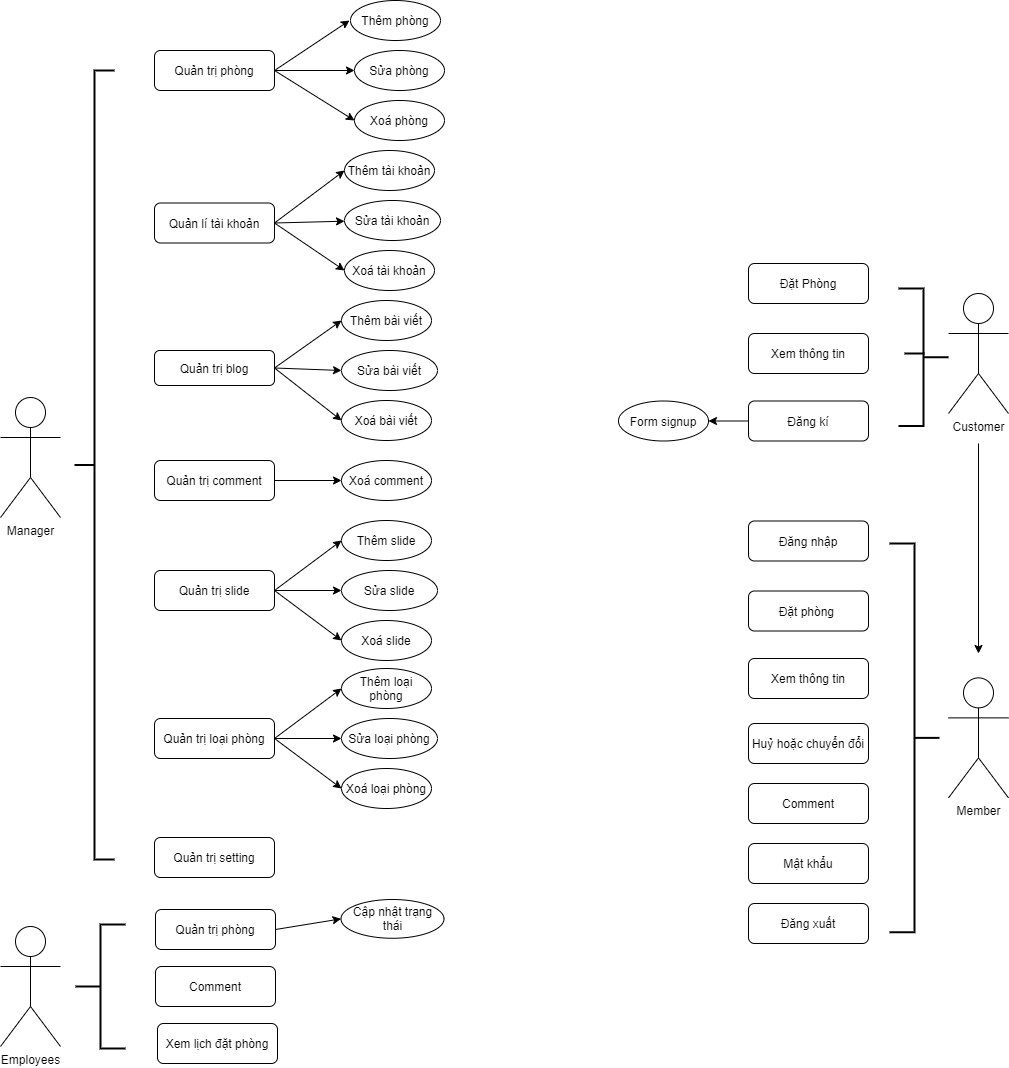 Thêm phòng
Quản trị phòng
Sửa phòng
Xoá phòng
Thêm tài khoản
Quản lí tài khoản
Sửa tài khoản
Xoá tài khoản
Thêm bài viết
Quản trị blog
Sửa bài viết
Xoá bài viết
Manager
Quản trị comment
Xoá comment
Thêm slide
Quản trị slide
Sửa slide
Xoá slide
Thêm loại
phòng
Quản trị loại phòng
Sửa loại phòng
Xoá loại phòng
Quản trị setting
Quản trị phòng
Cập nhật trạng
thái
Comment
Xem lịch đặt phòng
Employees
Đặt Phòng
Xem thông tin
Form signup
Đăng kí
Customer
Đăng nhập
Đặt phòng
Xem thông tin
Huỷ hoặc chuyển đổi
Comment
Member
Mật khẩu
Đăng xuất